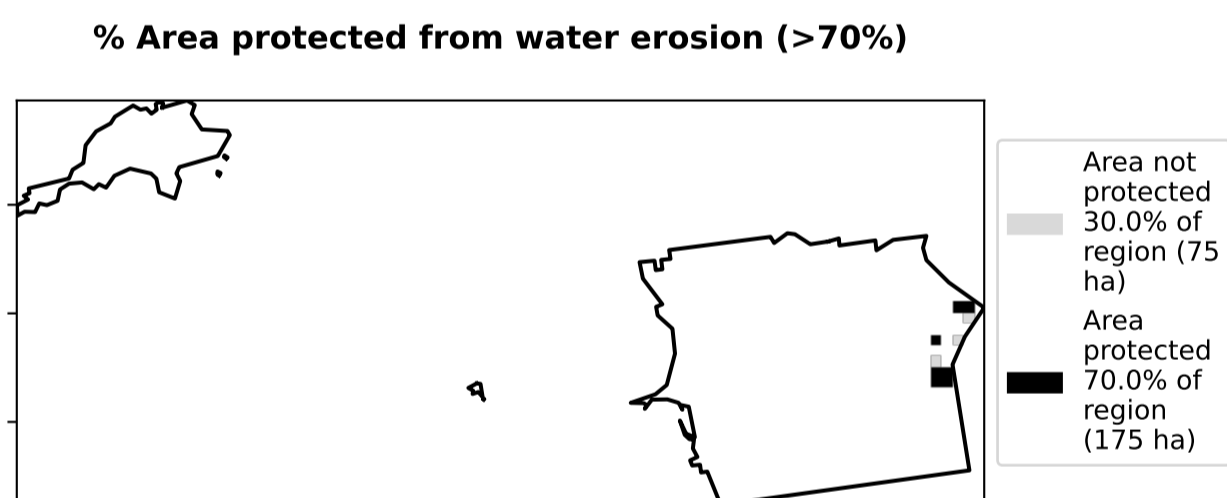 % Area protected from water erosion (>70%)
Area not
protected
30.0% of
region (75
ha)
Area
protected
70.0% of
region
(175 ha)